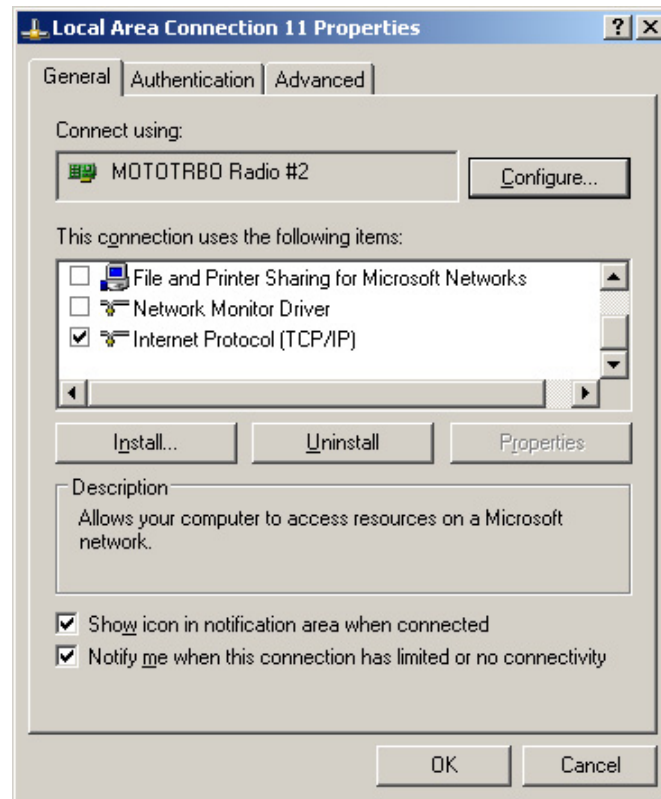 Local Area Connection 11 Properties
General Authentication Advanced
Connect using:
MOTOTRBO Radio #2
Configure...
This connection uses the following items:
File and Printer Sharing for Microsoft Networks
Network Monitor Driver
Internet Protocol (TCP/IP)
Install... Uninstall Properties
Description
Allows your computer to access resources on a Microsoft
network.
Show icon in notification area when connected
Notify me when this connection has limited or no connectivity
OK Cancel